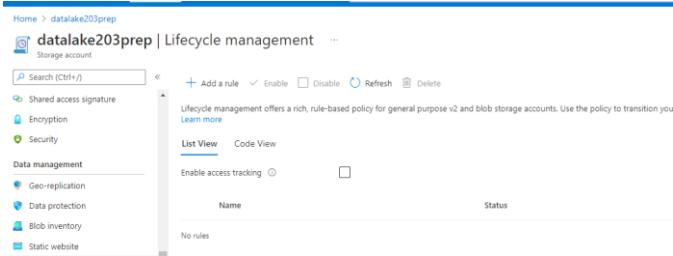 Home > datalake203prep
datalake203prep | Lifecycle management ...
Storage account
Search (Ctrl+/)
«
+ Add a rule
Enable
Disable
Refresh
Delete
Shared access signature
Encryption
Security
Data management
Geo-replication
Data protection
Blob inventory
Static website
Lifecycle management offers a rich, rule-based policy for general purpose v2 and blob storage accounts. Use the policy to transition you
Learn more
List View Code View
Enable access tracking
Name Status
No rules